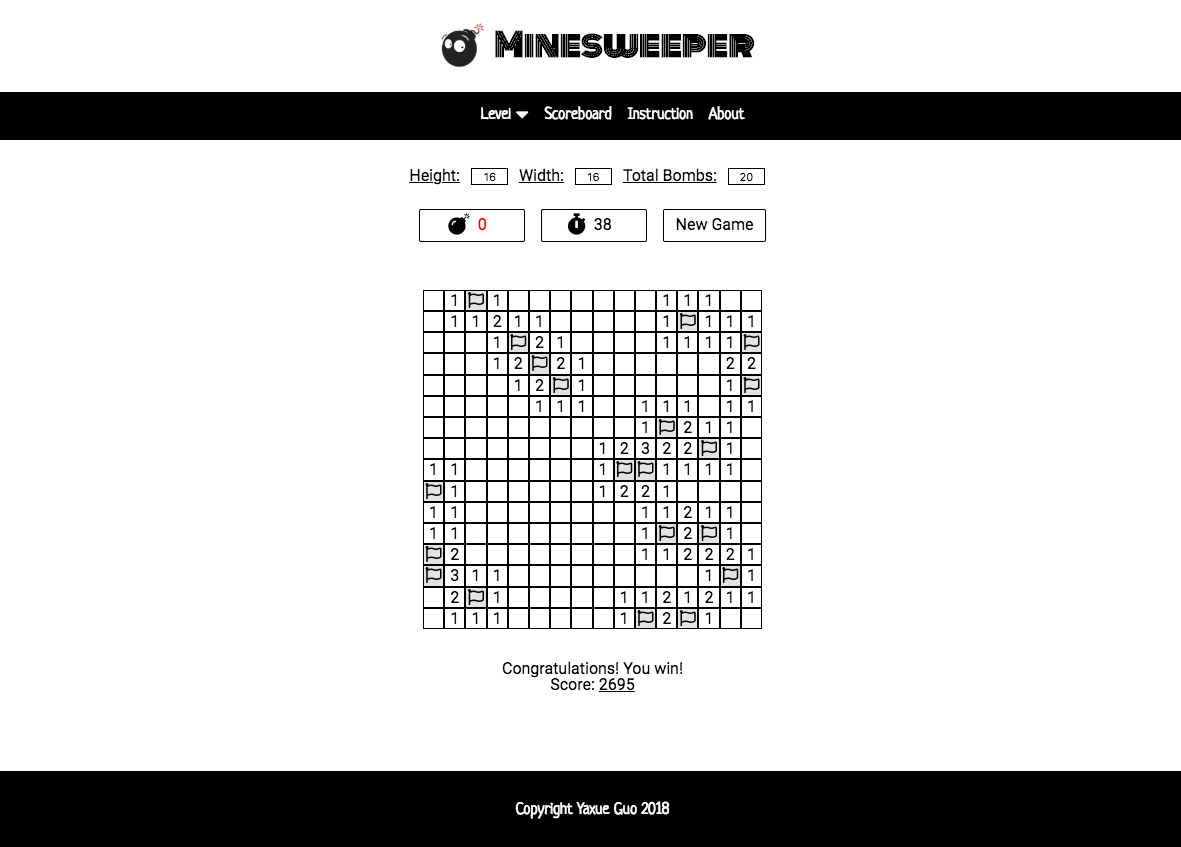 MINESWEEPER
Level Scoreboard Instruction About
Height: 16 Width: 16 Total Bombs: 20
0 38 New Game
1 1 1 1 1
1 1 2 1 1 1 1 1 1
1 2 1 1 1 1 1
1 2 2 1 2 2
1 2 1 1
1 1 1 1 1 1 1 1
1 2 1 1
1 2 3 2 2 1
1 1 1 1 1 1 1
1 1 2 2 1
1 1 1 1 2 1 1
1 1 1 2 1
2 1 1 2 2 2 1
3 1 1 1 1
2 1 1 1 2 1 2 1 1
1 1 1 1 2 1
Congratulations! You win!
Score: 2695
Copyright Yaxue Guo 2018